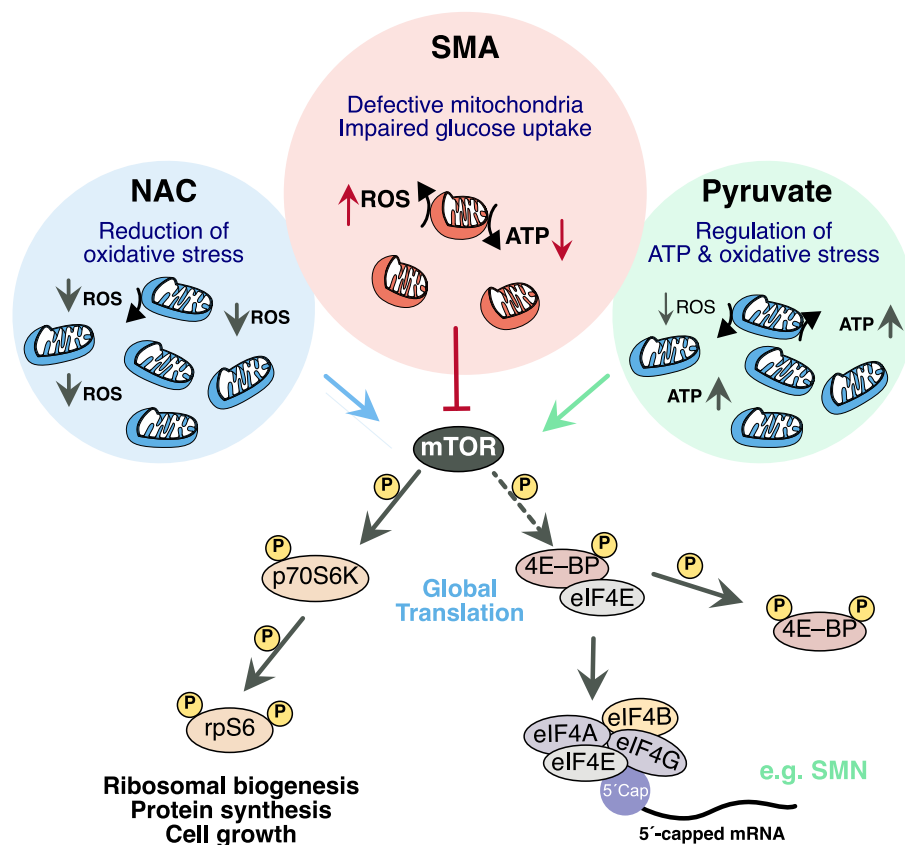 SMA
Defective mitochondria
Impaired glucose uptake
ROS
ATP
NAC
Reduction of
oxidative stress
ROS
ROS
ROS
Pyruvate
Regulation of
ATP & oxidative stress
ROS
ATP
ATP
mTOR
P
P
P
p70S6K
P
rpS6
P
P
Ribosomal biogenesis
Protein synthesis
Cell growth
Global
Translation
P
4E–BP
eIF4E
P
P
P
4E–BP
eIF4B
eIF4A
eIF4G
eIF4E
5´Cap
e.g. SMN
5´-capped mRNA